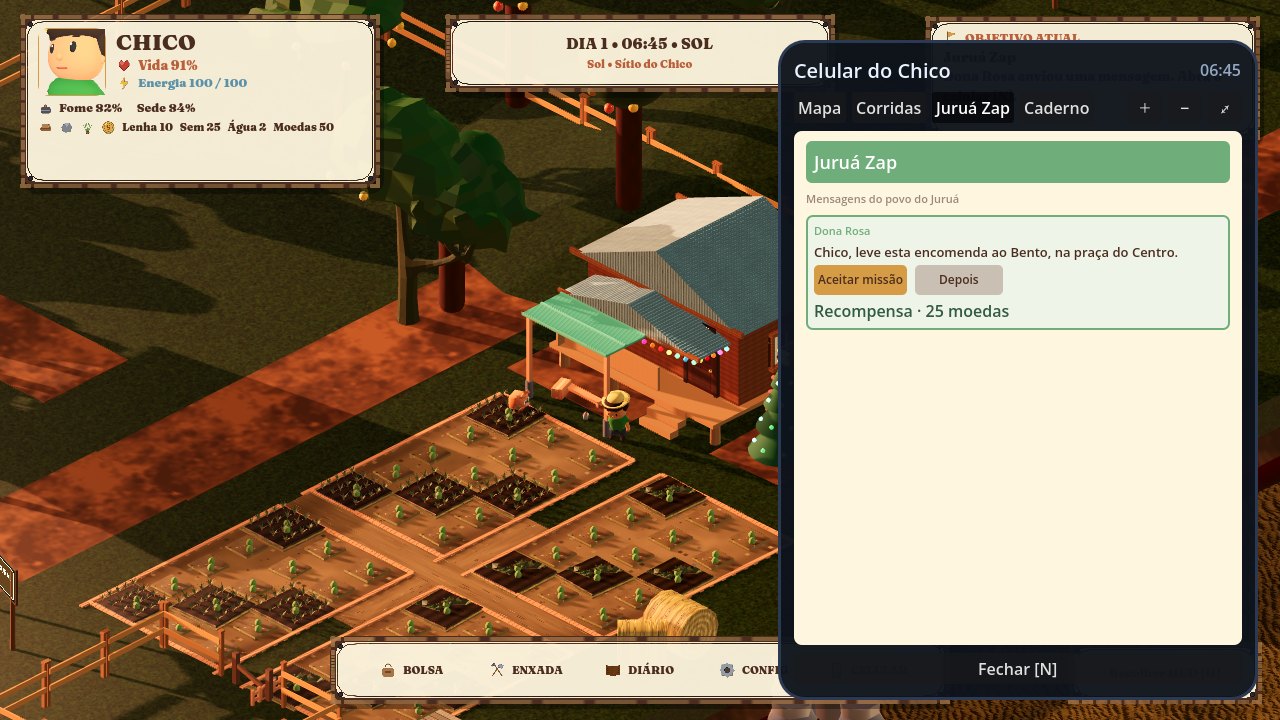 CHICO
Vida 91%
Energia 100 / 100
Fome 92% Sede 84%
Lenha 10 Sem 25 Água 2 Moedas 50
DIA 1 • 06:45 • SOL
Sol • Sítio do Chico
OBJETIVO ATUAL
Juruá Zap
Dona Rosa enviou uma mensagem.
Celular do Chico
06:45
Mapa Corridas Juruá Zap Caderno + −
Juruá Zap
Mensagens do povo do Juruá
Dona Rosa
Chico, leve esta encomenda ao Bento, na praça do Centro.
Aceitar missão Depois
Recompensa · 25 moedas
Fechar [N]
BOLSA ENXADA DIÁRIO CONFI